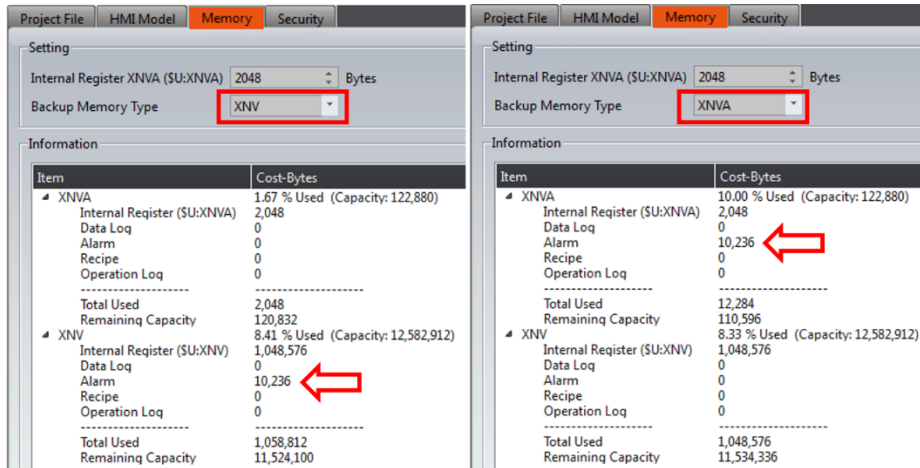 Project File HMI Model Memory Security
Setting
Internal Register XNVA ($U:XNVA) 2048 Bytes
Backup Memory Type XNV
Information
Item Cost-Bytes
XNVA 1.67 % Used (Capacity: 122,880)
Internal Register ($U:XNVA) 2,048
Data Log 0
Alarm 0
Recipe 0
Operation Log 0
-------------------- --------------------
Total Used 2,048
Remaining Capacity 120,832
XNV 8.41 % Used (Capacity: 12,582,912)
Internal Register ($U:XNV) 1,048,576
Data Log 0
Alarm 10,236
Recipe 0
Operation Log 0
-------------------- --------------------
Total Used 1,058,812
Remaining Capacity 11,524,100
Project File HMI Model Memory Security
Setting
Internal Register XNVA ($U:XNVA) 2048 Bytes
Backup Memory Type XNVA
Information
Item Cost-Bytes
XNVA 10.00 % Used (Capacity: 122,880)
Internal Register ($U:XNVA) 2,048
Data Log 0
Alarm 10,236
Recipe 0
Operation Log 0
-------------------- --------------------
Total Used 12,284
Remaining Capacity 110,596
XNV 8.33 % Used (Capacity: 12,582,912)
Internal Register ($U:XNV) 1,048,576
Data Log 0
Alarm 0
Recipe 0
Operation Log 0
-------------------- --------------------
Total Used 1,048,576
Remaining Capacity 11,534,336